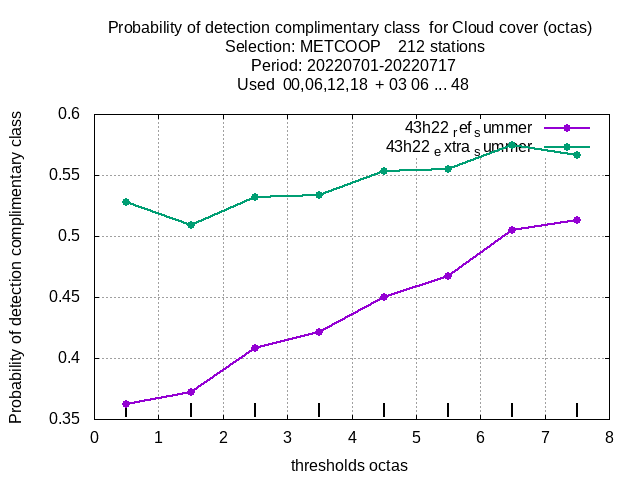 Probability of detection complimentary class  for Cloud cover (octas)
Selection: METCOOP    212 stations
Period: 20220701-20220717
Used  00,06,12,18  + 03 06 ... 48
Probability of detection complimentary class
0.6
0.55
0.5
0.45
0.4
0.35
43h22 ref summer
43h22 extra summer
0 1 2 3 4 5 6 7 8
thresholds octas